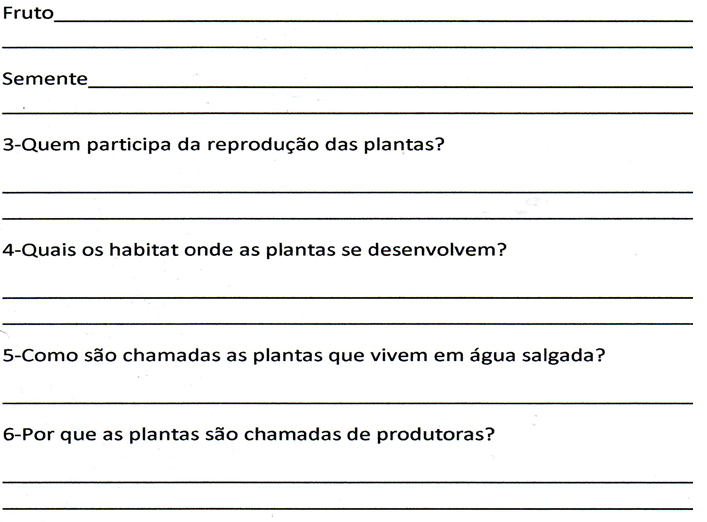 Fruto
Semente
3-Quem participa da reprodução das plantas?
4-Quais os habitat onde as plantas se desenvolvem?
5-Como são chamadas as plantas que vivem em água salgada?
6-Por que as plantas são chamadas de produtoras?